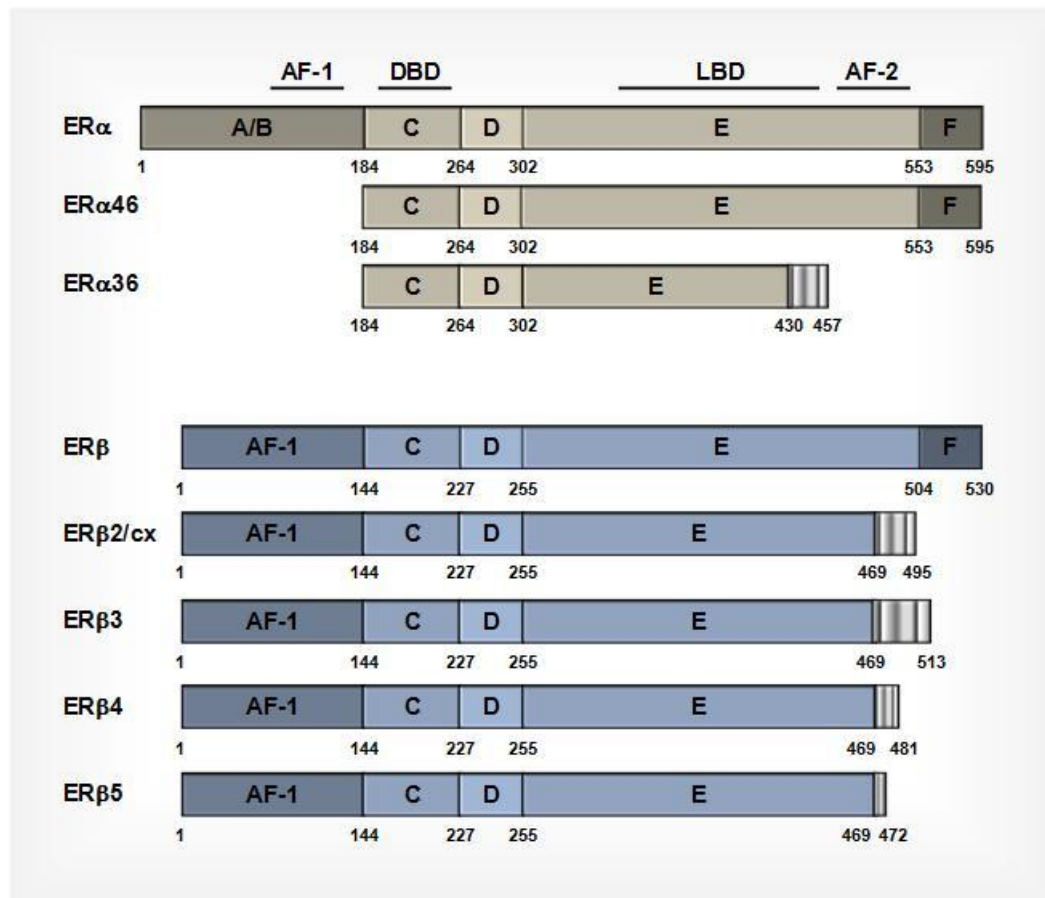 AF-1 DBD LBD AF-2
ERα A/B C D E F
1 184 264 302 553 595
ERα46 C D E F
184 264 302 553 595
ERα36 C D E
184 264 302 430 457
ERβ AF-1 C D E F
1 144 227 255 504 530
ERβ2/cx AF-1 C D E
1 144 227 255 469 495
ERβ3 AF-1 C D E
1 144 227 255 469 513
ERβ4 AF-1 C D E
1 144 227 255 469 481
ERβ5 AF-1 C D E
1 144 227 255 469 472